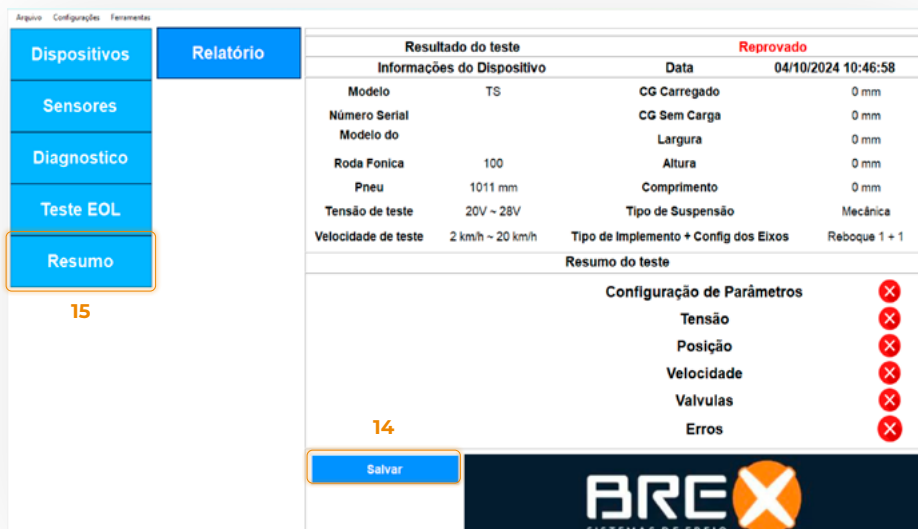 Arquivo Configurações Ferramentas
Dispositivos
Sensores
Diagnostico
Teste EOL
Resumo
15
Relatório
Resultado do teste Reprovado
Informações do Dispositivo Data 04/10/2024 10:46:58
Modelo TS CG Carregado 0 mm
Número Serial CG Sem Carga 0 mm
Modelo do Largura 0 mm
Roda Fonica 100 Altura 0 mm
Pneu 1011 mm Comprimento 0 mm
Tensão de teste 20V ~ 28V Tipo de Suspensão Mecânica
Velocidade de teste 2 km/h ~ 20 km/h Tipo de Implemento + Config dos Eixos Reboque 1 + 1
Resumo do teste
Configuração de Parâmetros
Tensão
Posição
Velocidade
Valvulas
Erros
14
Salvar
BREX
SISTEMAS DE FREIO